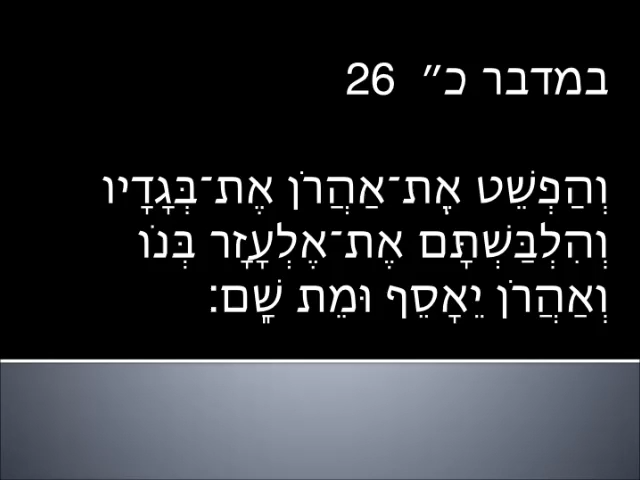 במדבר כ״ 26
וְהַפְשֵׁט אֶת־אַהֲרֹן אֶת־בְּגָדָיו
וְהִלְבַּשְׁתָּם אֶת־אֶלְעָזָר בְּנוֹ
וְאַהֲרֹן יֵאָסֵף וּמֵת שָׁם׃